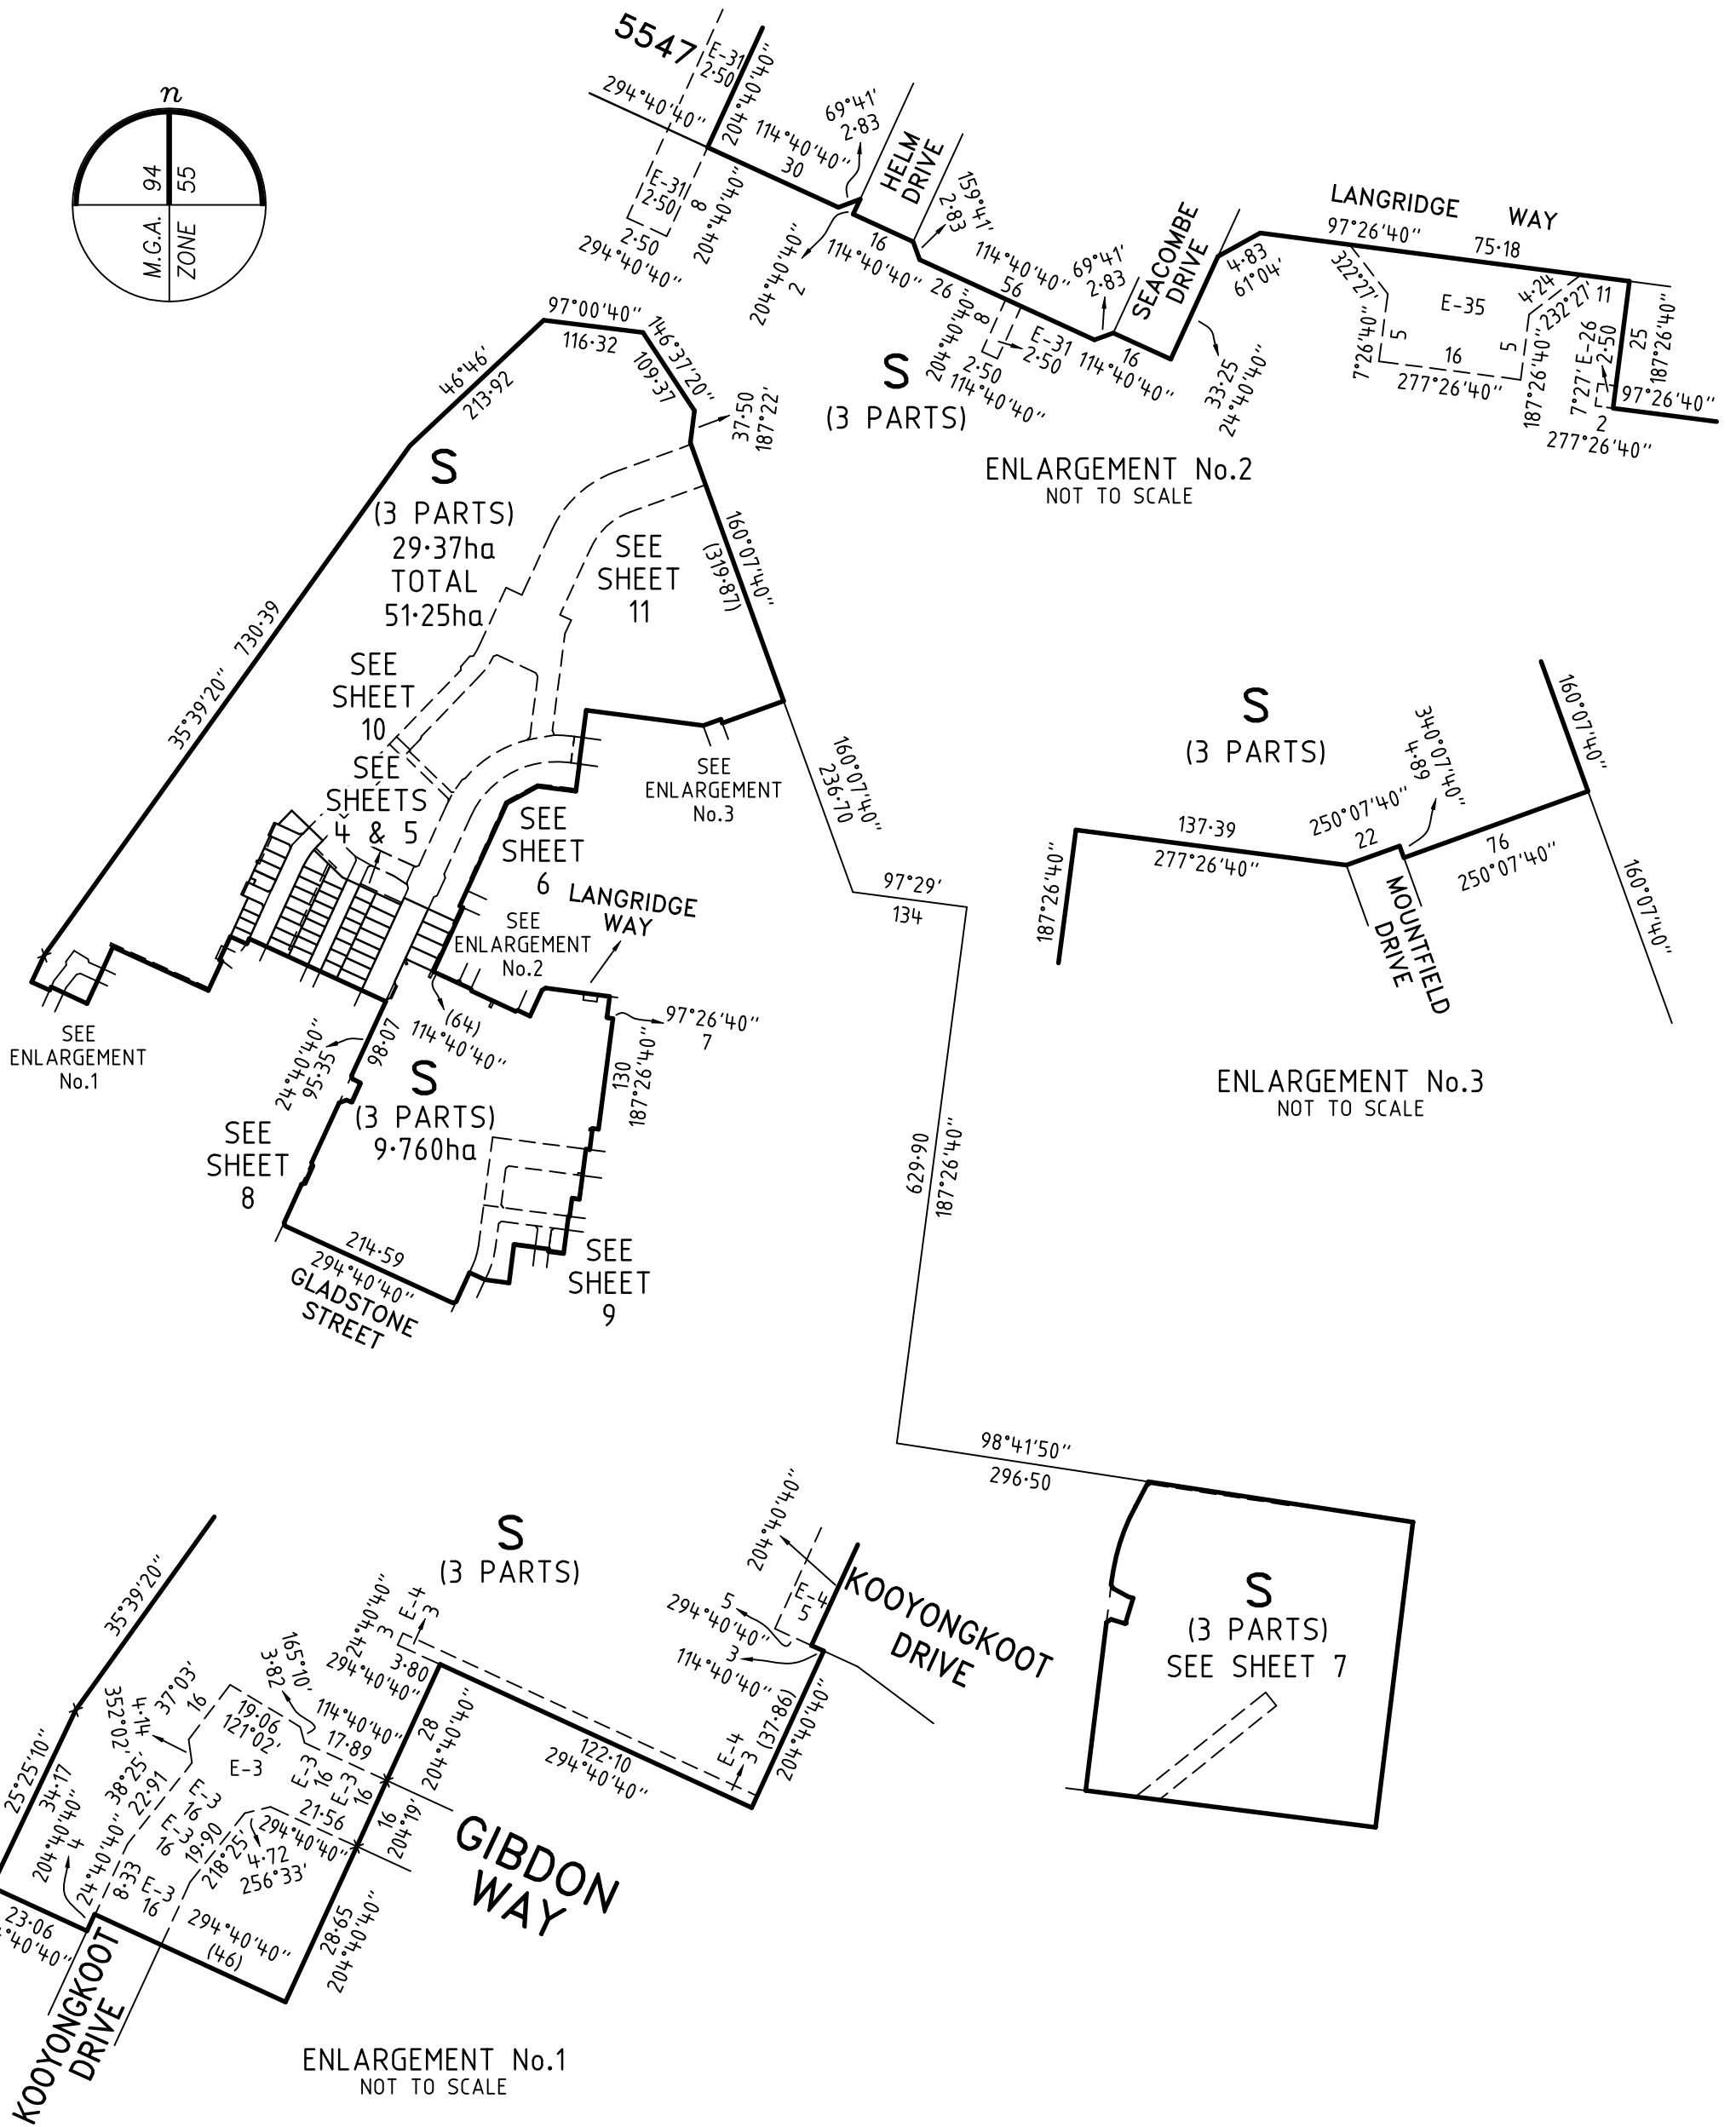 n
M.G.A. 94
ZONE 55
5547
E-31
2·50
204°40'40"
294°40'40"
114°40'40"
30
69°41'
2·83
HELM
DRIVE
E-31
2·50
8
204°40'40"
2·50
294°40'40"
204°40'40"
2
16
114°40'40"
159°41'
2·83
114°40'40"
56
26
204°40'40"
8
2·50
114°40'40"
E-31
2·50
69°41'
2·83
SEACOMBE
DRIVE
114°40'40"
16
33·25
24°40'40"
4·83
61°04'
LANGRIDGE WAY
97°26'40"
75·18
322°27'
E-35
4·24
232°27'
11
7°26'40"
5
16
277°26'40"
5
187°26'40"
7°27'
E-26
2·50
25
187°26'40"
97°26'40"
2
277°26'40"
S
(3 PARTS)
ENLARGEMENT No.2
NOT TO SCALE
97°00'40"
116·32
146°37'20"
109·37
46°46'
213·92
37·50
187°22'
S
(3 PARTS)
29·37ha
TOTAL
51·25ha
SEE
SHEET
11
160°07'40"
(319·87)
730·39
35°39'20"
SEE
SHEET
10
SEE
SHEETS
4 & 5
SEE
ENLARGEMENT
No.3
SEE
SHEET
6
LANGRIDGE
WAY
SEE
ENLARGEMENT
No.2
160°07'40"
236·70
97°29'
134
SEE
ENLARGEMENT
No.1
24°40'40"
95·35
98·07
(64)
114°40'40"
97°26'40"
7
130
187°26'40"
S
(3 PARTS)
9·760ha
SEE
SHEET
8
214·59
294°40'40"
GLADSTONE
STREET
SEE
SHEET
9
629·90
187°26'40"
98°41'50"
296·50
S
(3 PARTS)
160°07'40"
340°07'40"
4·89
250°07'40"
22
137·39
277°26'40"
76
250°07'40"
187°26'40"
MOUNTFIELD
DRIVE
160°07'40"
ENLARGEMENT No.3
NOT TO SCALE
S
(3 PARTS)
SEE SHEET 7
S
(3 PARTS)
35°39'20"
25°25'10"
34·17
204°40'40"
4
352°02'
4·14
37°03'
16
38°25'
22·91
19·06
121°02'
165°10'
3·82
114°40'40"
17·89
24°40'40"
3
E-4
3
3·80
294°40'40"
28
204°40'40"
E-3
E-3
16
E-3
16
E-3
16
E-3
16
E-3
16
21·56
294°40'40"
19·90
218°25'
4·72
256°33'
24°40'40"
8·33
16
204°19'
122·10
294°40'40"
204°40'40"
5
294°40'40"
E-4
5
3
114°40'40"
E-4
3
(37·86)
204°40'40"
KOOYONGKOOT
DRIVE
GIBDON
WAY
23·06
°40'40"
294°40'40"
(46)
28·65
204°40'40"
KOOYONGKOOT
DRIVE
ENLARGEMENT No.1
NOT TO SCALE